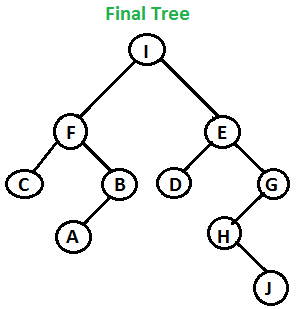 Final Tree
I
F E
C B D G
A H
J